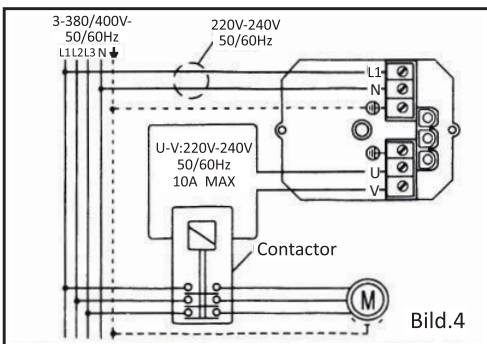 3-380/400V-
50/60Hz
L1L2L3 N
220V-240V
50/60Hz
L1
N
U-V:220V-240V
50/60Hz
10A MAX
U
V
Contactor
M
Bild.4